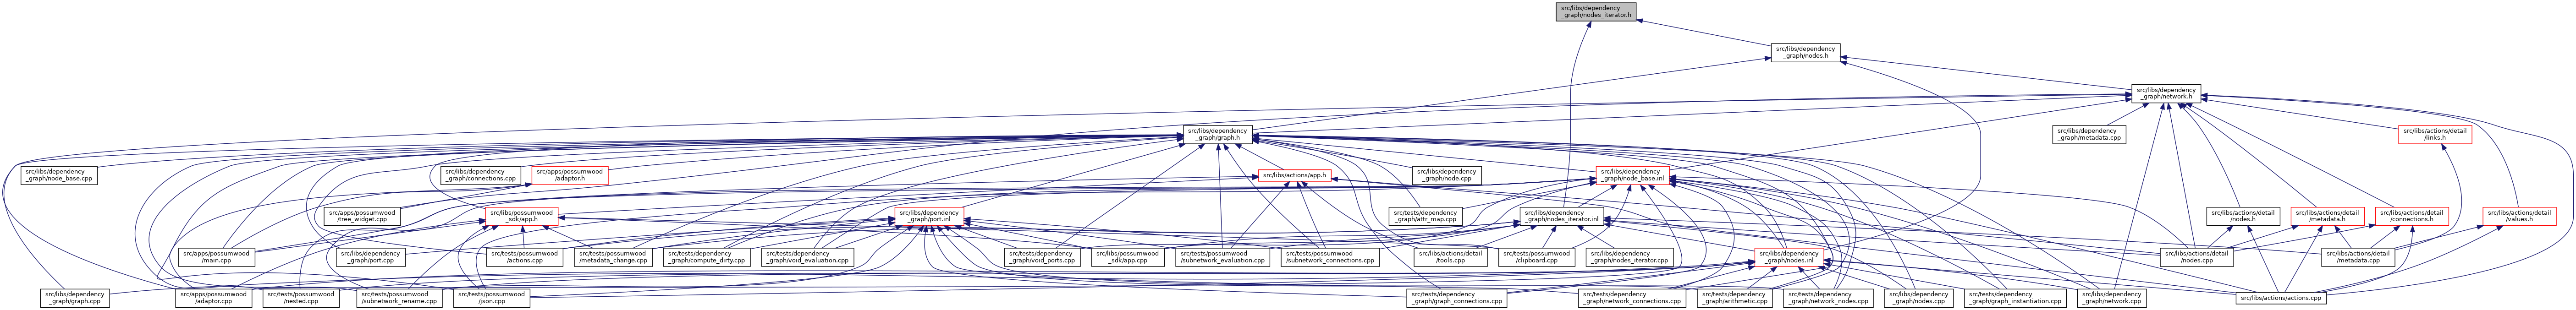 src/libs/dependency
_graph/nodes_iterator.h
src/libs/dependency
_graph/nodes.h
src/libs/dependency
_graph/network.h
src/libs/dependency
_graph/graph.h
src/libs/dependency
_graph/metadata.cpp
src/libs/actions/detail
/links.h
src/libs/dependency
_graph/node_base.cpp
src/libs/dependency
_graph/connections.cpp
src/apps/possumwood
/adaptor.h
src/libs/actions/app.h
src/libs/dependency
_graph/node.cpp
src/libs/dependency
_graph/node_base.inl
src/apps/possumwood
/tree_widget.cpp
src/libs/possumwood
_sdk/app.h
src/libs/dependency
_graph/port.inl
src/tests/dependency
_graph/attr_map.cpp
src/libs/dependency
_graph/nodes_iterator.inl
src/libs/actions/detail
/nodes.h
src/libs/actions/detail
/metadata.h
src/libs/actions/detail
/connections.h
src/libs/actions/detail
/values.h
src/apps/possumwood
/main.cpp
src/libs/dependency
_graph/port.cpp
src/tests/possumwood
/actions.cpp
src/tests/possumwood
/metadata_change.cpp
src/tests/dependency
_graph/compute_dirty.cpp
src/tests/dependency
_graph/void_evaluation.cpp
src/tests/dependency
_graph/void_ports.cpp
src/libs/possumwood
_sdk/app.cpp
src/tests/possumwood
/subnetwork_evaluation.cpp
src/tests/possumwood
/subnetwork_connections.cpp
src/libs/actions/detail
/tools.cpp
src/tests/possumwood
/clipboard.cpp
src/libs/dependency
_graph/nodes_iterator.cpp
src/libs/dependency
_graph/nodes.inl
src/libs/actions/detail
/nodes.cpp
src/libs/actions/detail
/metadata.cpp
src/libs/dependency
_graph/graph.cpp
src/apps/possumwood
/adaptor.cpp
src/tests/possumwood
/nested.cpp
src/tests/possumwood
/subnetwork_rename.cpp
src/tests/possumwood
/json.cpp
src/tests/dependency
_graph/graph_connections.cpp
src/tests/dependency
_graph/network_connections.cpp
src/tests/dependency
_graph/arithmetic.cpp
src/tests/dependency
_graph/network_nodes.cpp
src/libs/dependency
_graph/nodes.cpp
src/tests/dependency
_graph/graph_instantiation.cpp
src/libs/dependency
_graph/network.cpp
src/libs/actions/actions.cpp